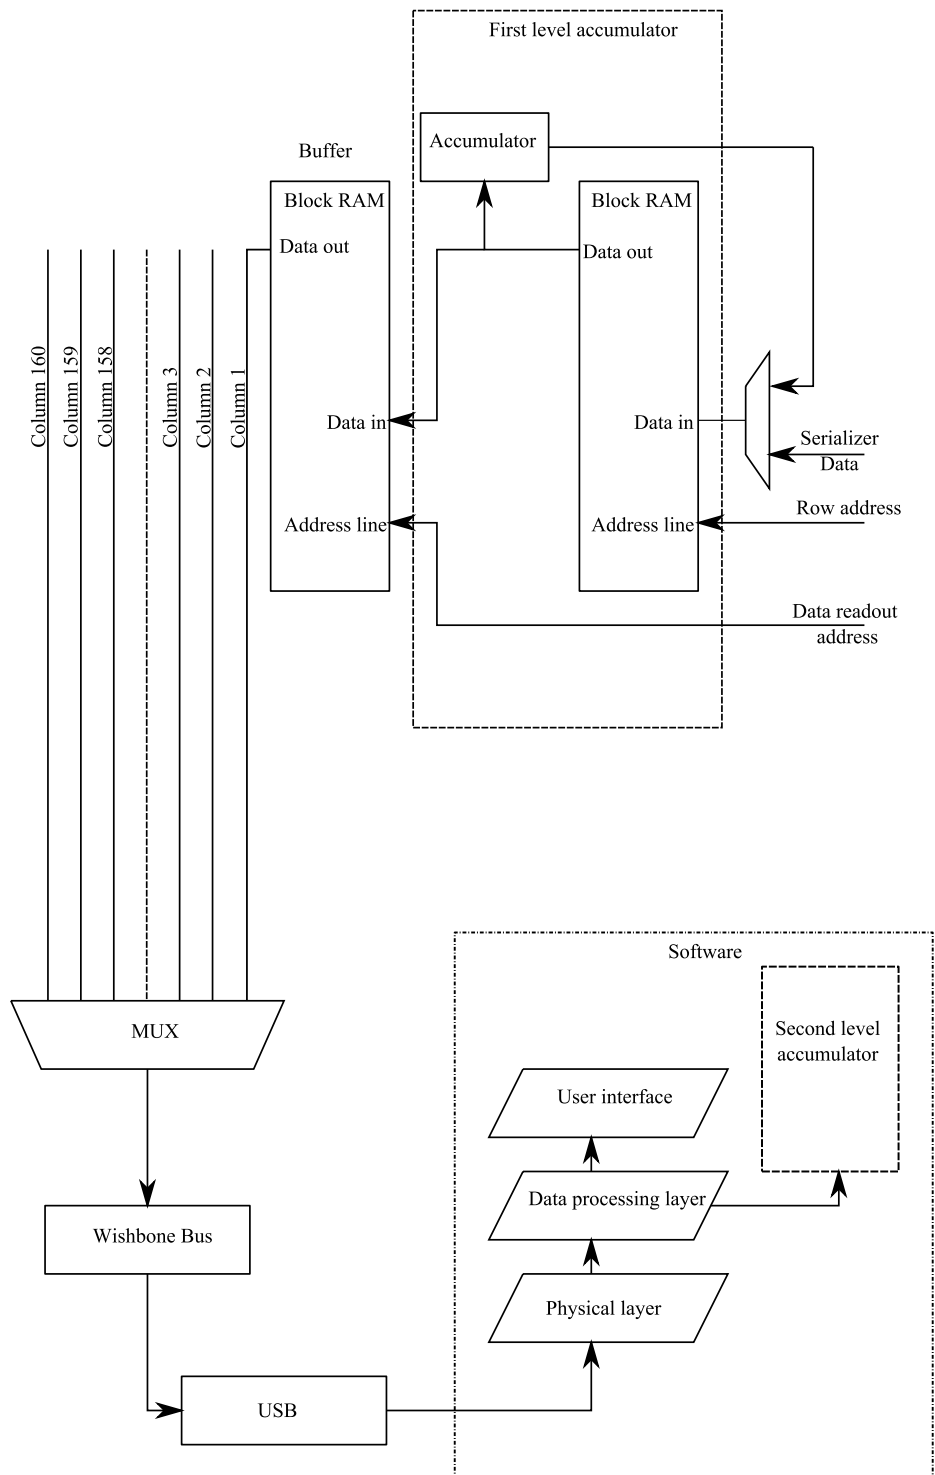 First level accumulator
Accumulator
Buffer
Block RAM
Block RAM
Data out
Data out
Column 160
Column 159
Column 158
Column 3
Column 2
Column 1
Data in
Data in
Serializer
Data
Row address
Address line
Address line
Data readout
address
Software
MUX
Second level
accumulator
User interface
Data processing layer
Wishbone Bus
Physical layer
USB